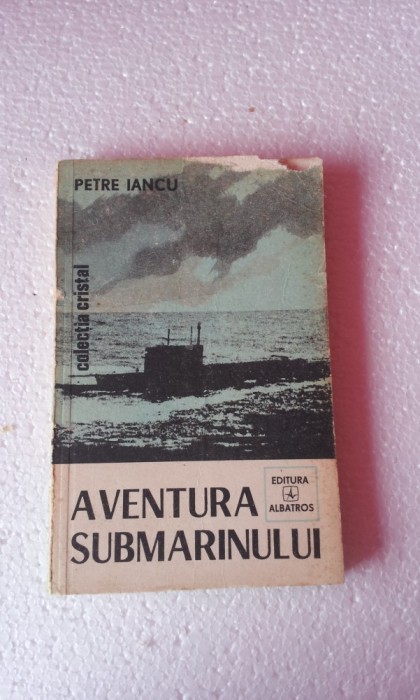 PETRE IANCU
colecția cristal
EDITURA
ALBATROS
AVENTURA
SUBMARINULUI